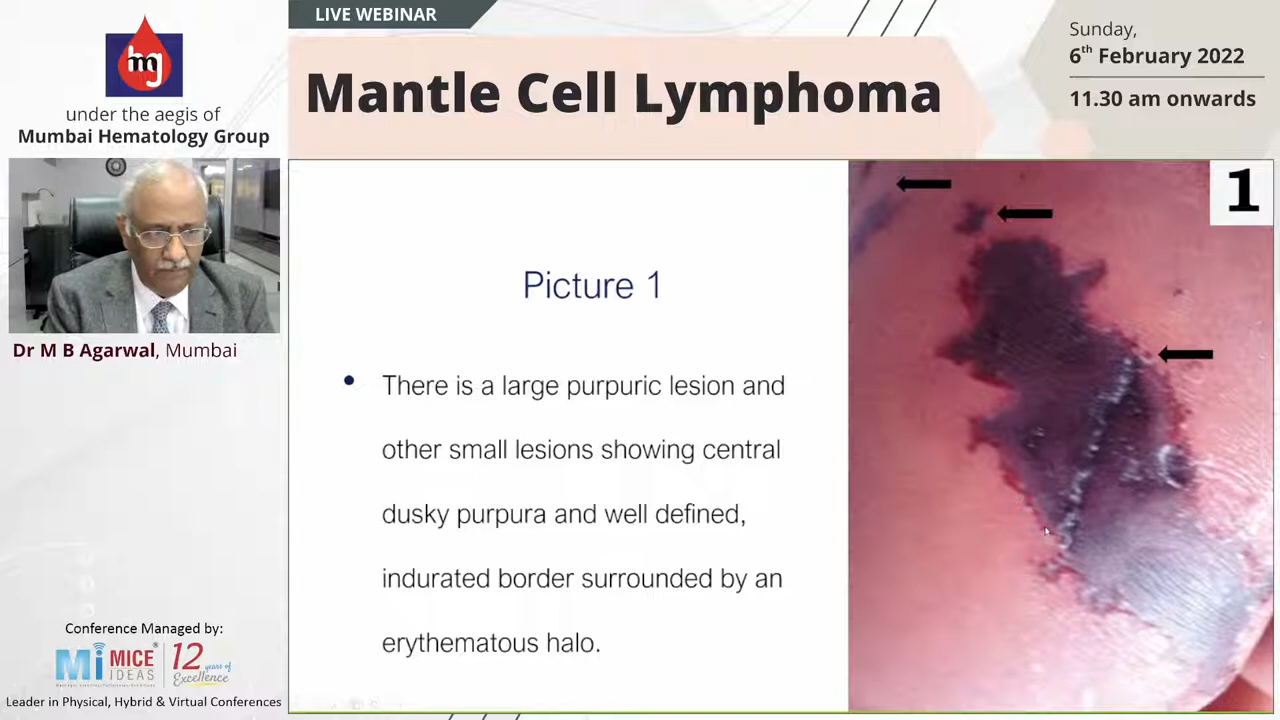 LIVE WEBINAR
Mantle Cell Lymphoma
Sunday,
6th February 2022
11.30 am onwards
mg
under the aegis of
Mumbai Hematology Group
Dr M B Agarwal, Mumbai
Picture 1
• There is a large purpuric lesion and
other small lesions showing central
dusky purpura and well defined,
indurated border surrounded by an
erythematous halo.
1
Conference Managed by:
Mi MICE IDEAS ® 12 years of Excellence
Leader in Physical, Hybrid & Virtual Conferences